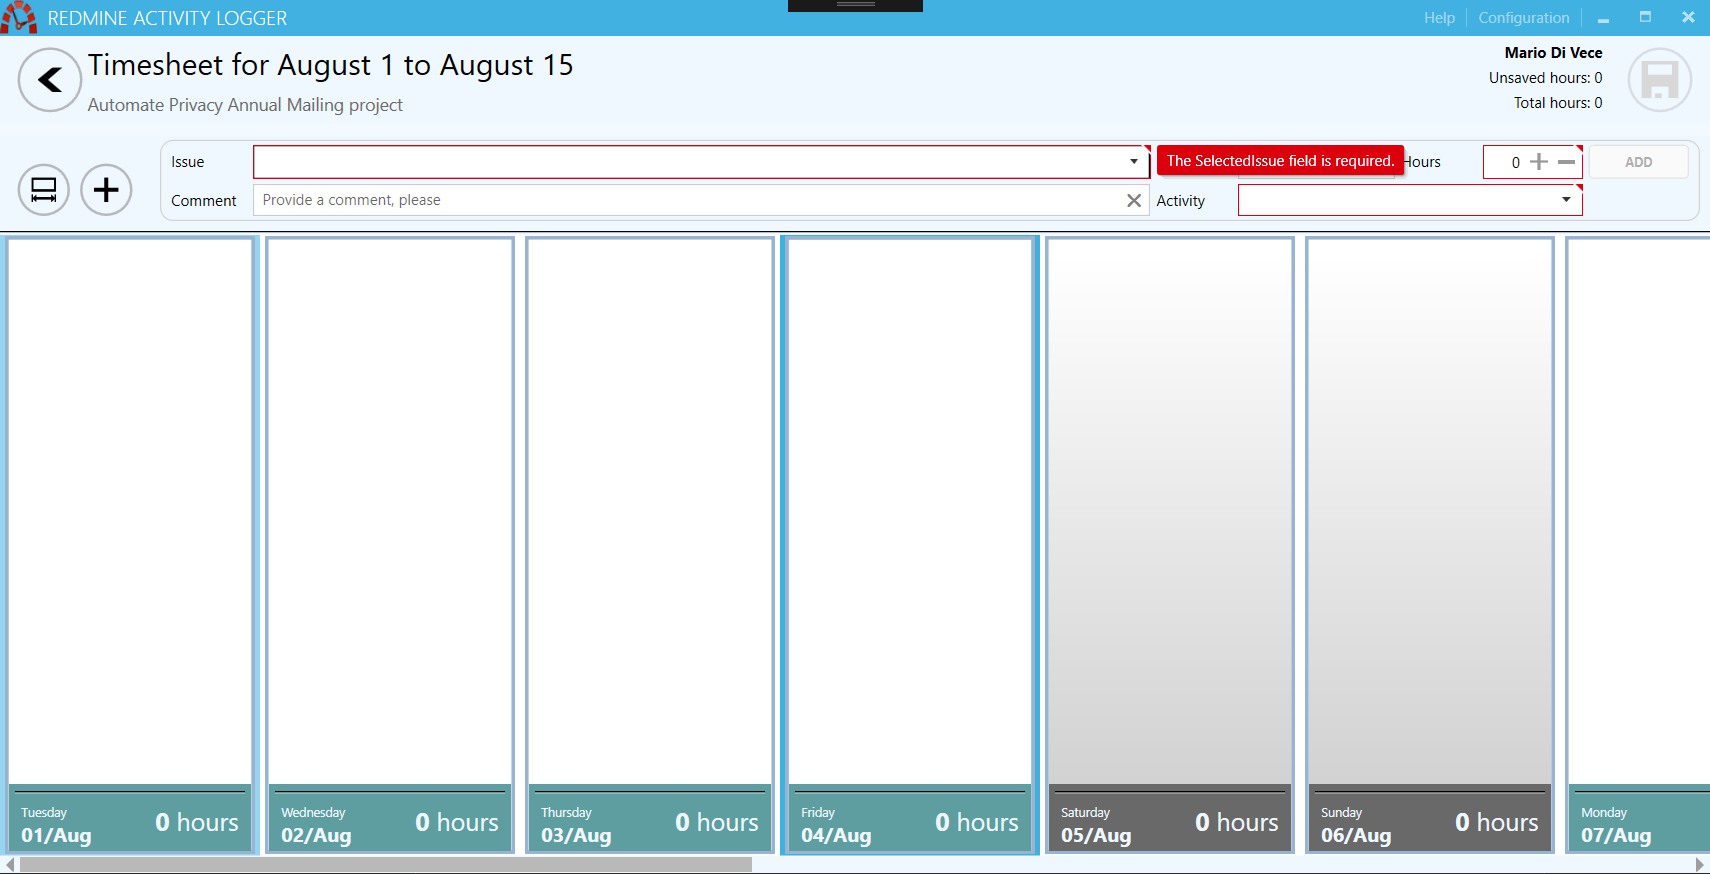 REDMINE ACTIVITY LOGGER
Help
Configuration
Timesheet for August 1 to August 15
Automate Privacy Annual Mailing project
Mario Di Vece
Unsaved hours: 0
Total hours: 0
Issue
The SelectedIssue field is required.
Hours
0
ADD
Comment
Provide a comment, please
Activity
Tuesday
01/Aug
0 hours
Wednesday
02/Aug
0 hours
Thursday
03/Aug
0 hours
Friday
04/Aug
0 hours
Saturday
05/Aug
0 hours
Sunday
06/Aug
0 hours
Monday
07/Aug